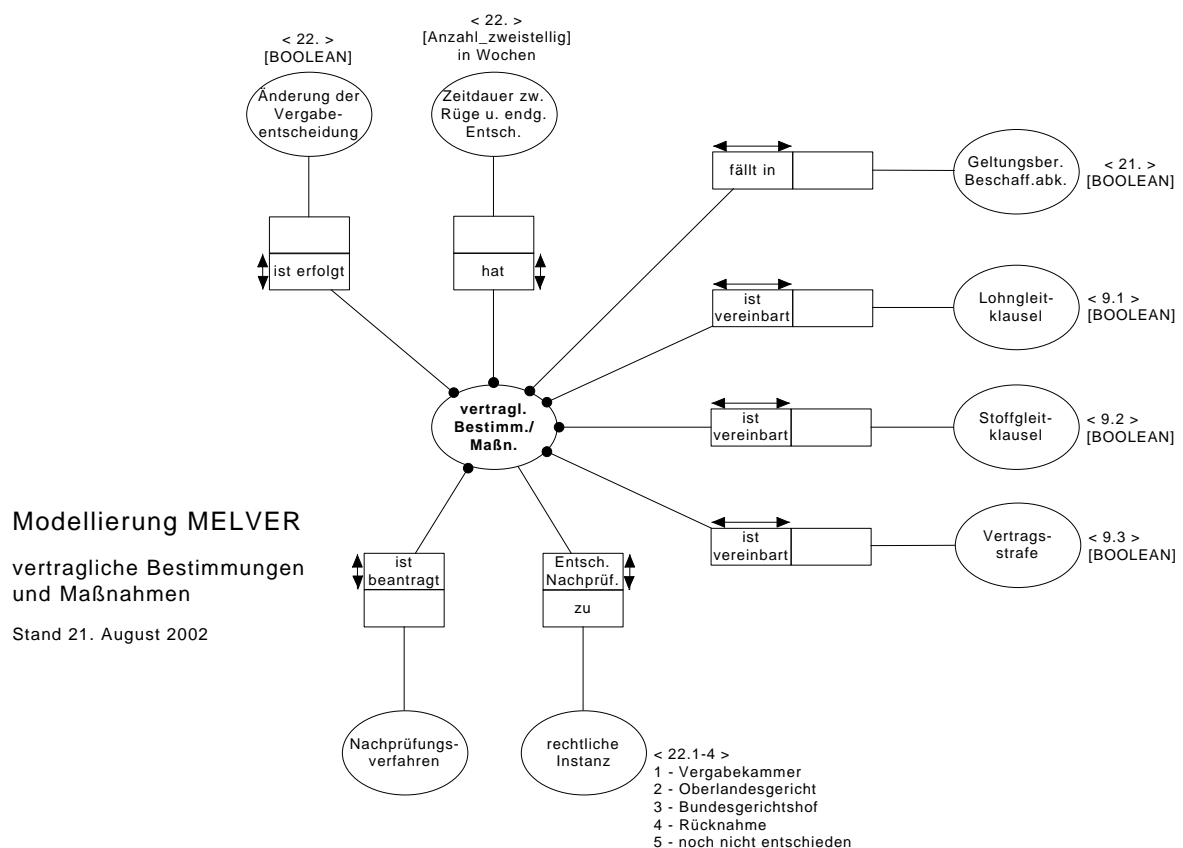 < 22. >
[Anzahl_zweistellig]
in Wochen
< 22. >
[BOOLEAN]
Änderung der
Vergabe-
entscheidung
Zeitdauer zw.
Rüge u. endg.
Entsch.
fällt in
Geltungsber.
Beschaff.abk.
< 21. >
[BOOLEAN]
ist erfolgt
hat
ist
vereinbart
Lohngleit-
klausel
< 9.1 >
[BOOLEAN]
vertragl.
Bestimm./
Maßn.
ist
vereinbart
Stoffgleit-
klausel
< 9.2 >
[BOOLEAN]
ist
vereinbart
Vertrags-
strafe
< 9.3 >
[BOOLEAN]
Modellierung MELVER
vertragliche Bestimmungen
und Maßnahmen
Stand 21. August 2002
ist
beantragt
Entsch.
Nachprüf.
zu
Nachprüfungs-
verfahren
rechtliche
Instanz
< 22.1-4 >
1 - Vergabekammer
2 - Oberlandesgericht
3 - Bundesgerichtshof
4 - Rücknahme
5 - noch nicht entschieden